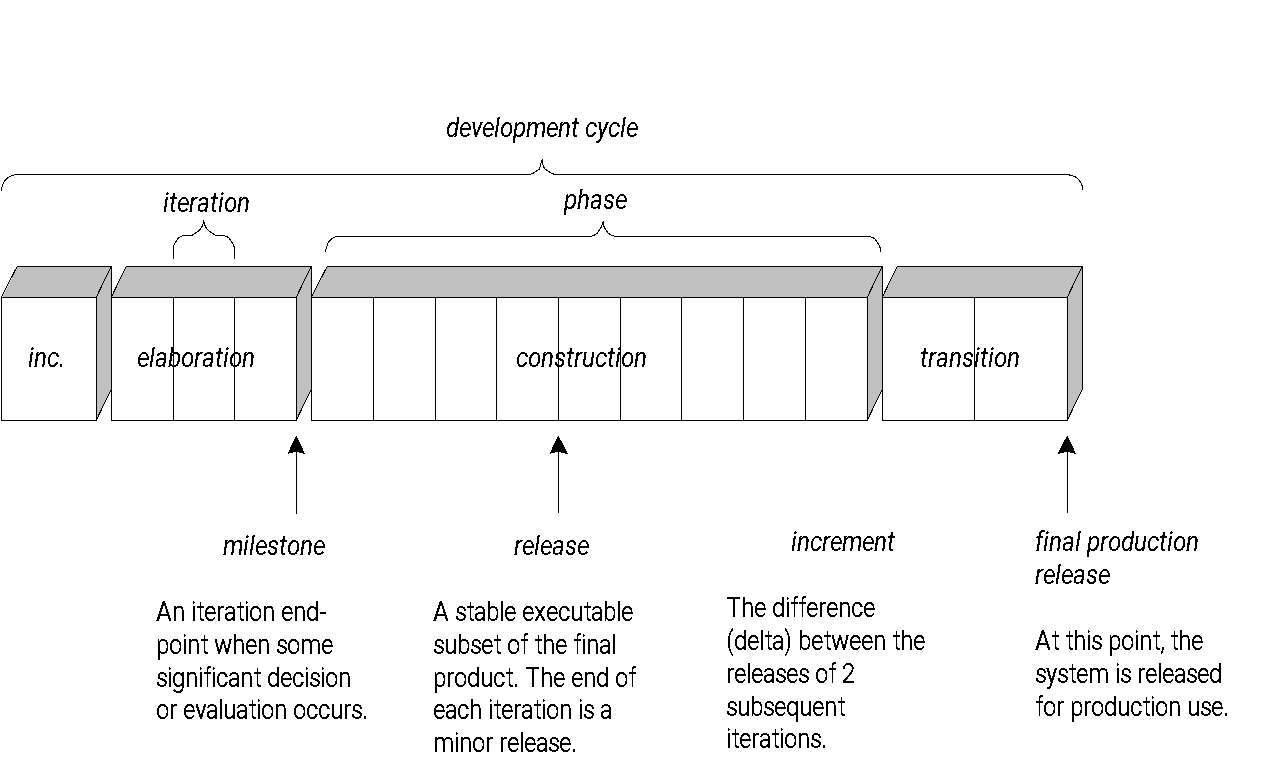 development cycle
iteration
phase
inc.
elaboration
construction
transition
milestone
An iteration end-
point when some
significant decision
or evaluation occurs.
release
A stable executable
subset of the final
product. The end of
each iteration is a
minor release.
increment
The difference
(delta) between the
releases of 2
subsequent
iterations.
final production
release
At this point, the
system is released
for production use.